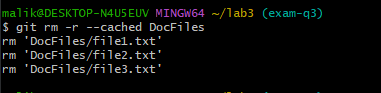 malik@DESKTOP-N4U5EUV MINGW64 ~/lab3 (exam-q3)
$ git rm -r --cached DocFiles
rm 'DocFiles/file1.txt'
rm 'DocFiles/file2.txt'
rm 'DocFiles/file3.txt'